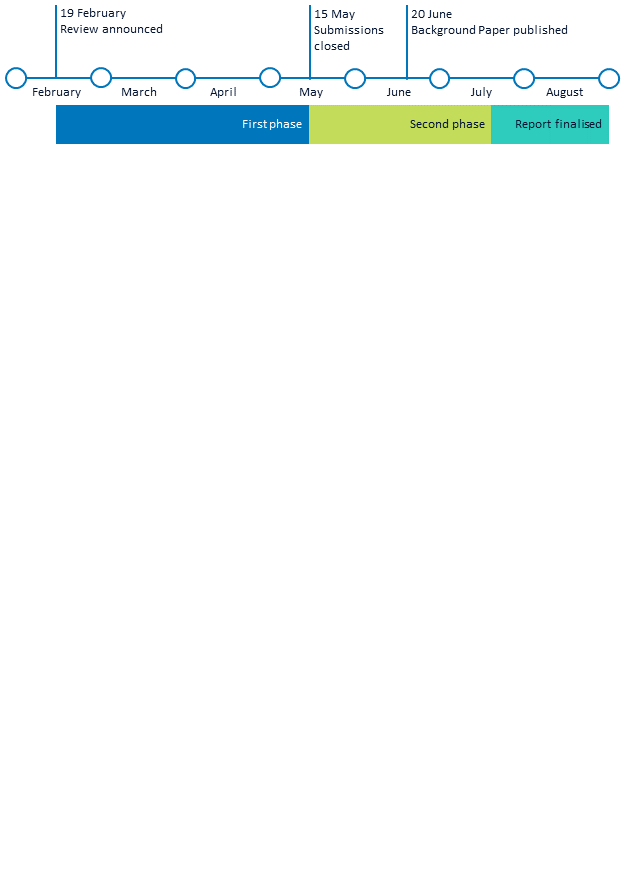 19 February
Review announced
15 May
Submissions
closed
20 June
Background Paper published
February March April May June July August
First phase Second phase Report finalised